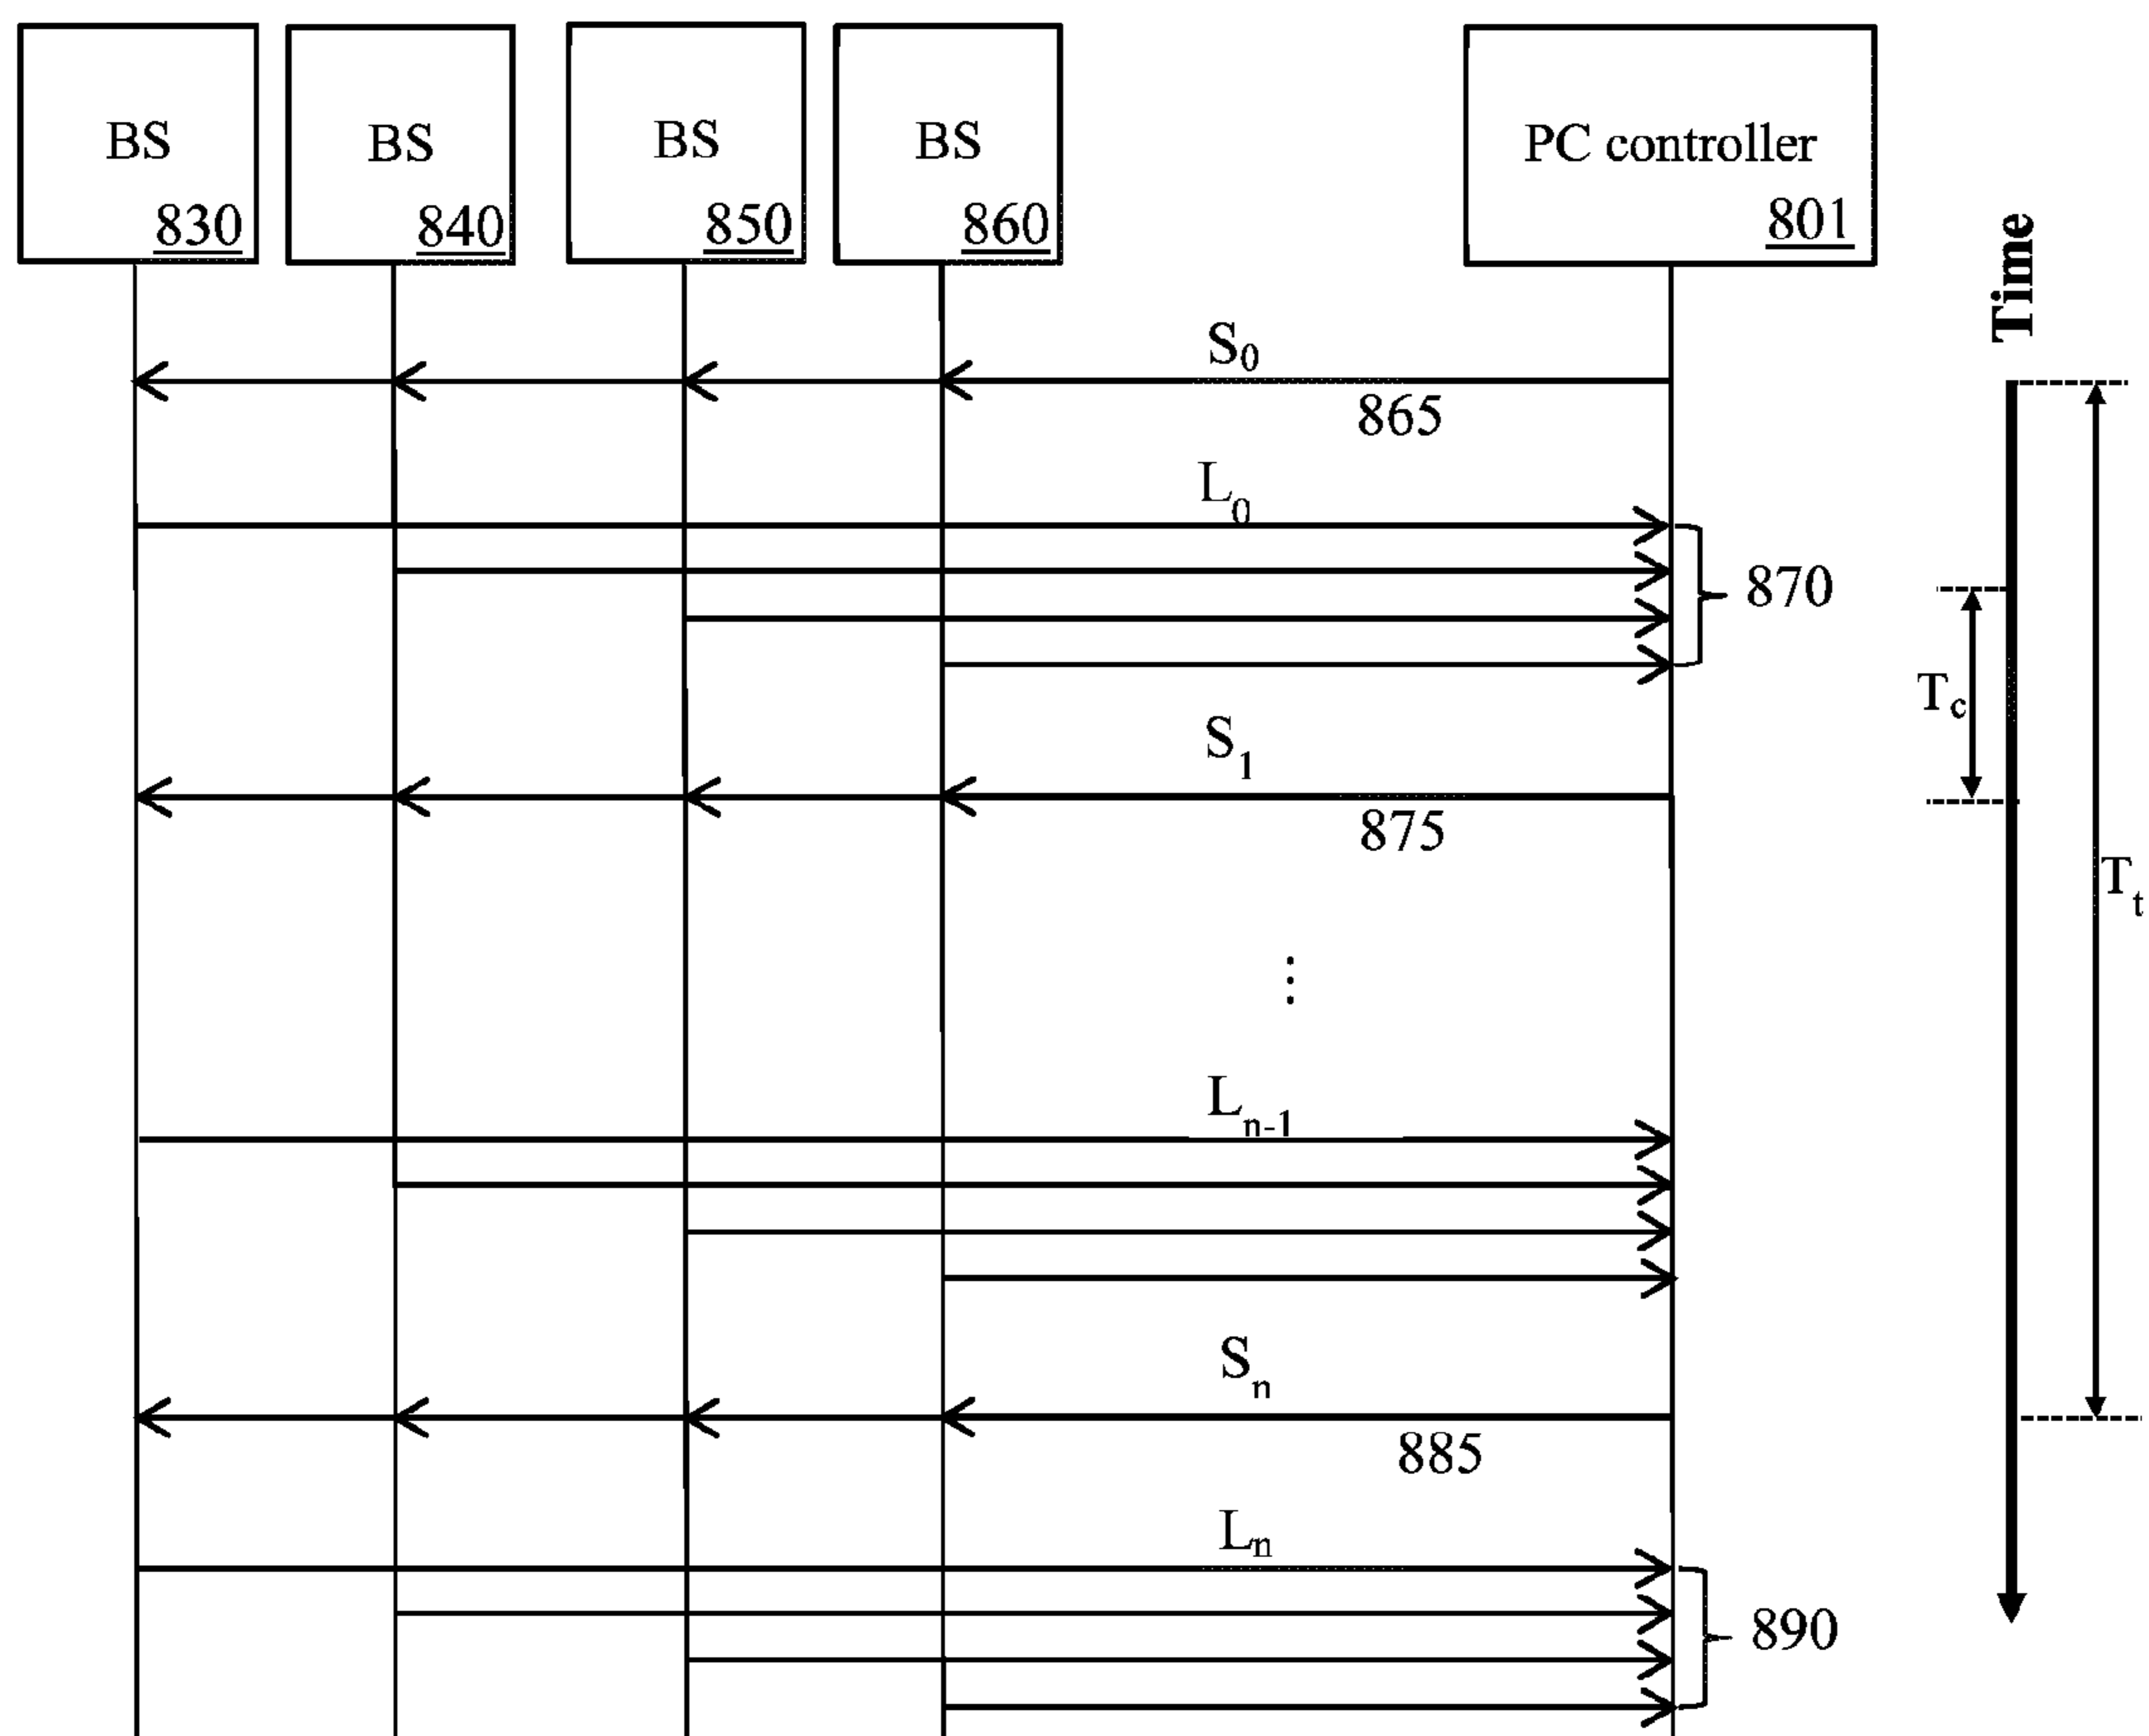 BS
830
BS
840
BS
850
BS
860
PC controller
801
Time
S0
865
L0
870
Tc
S1
875
Tt
⋮
Ln-1
Sn
885
Ln
890